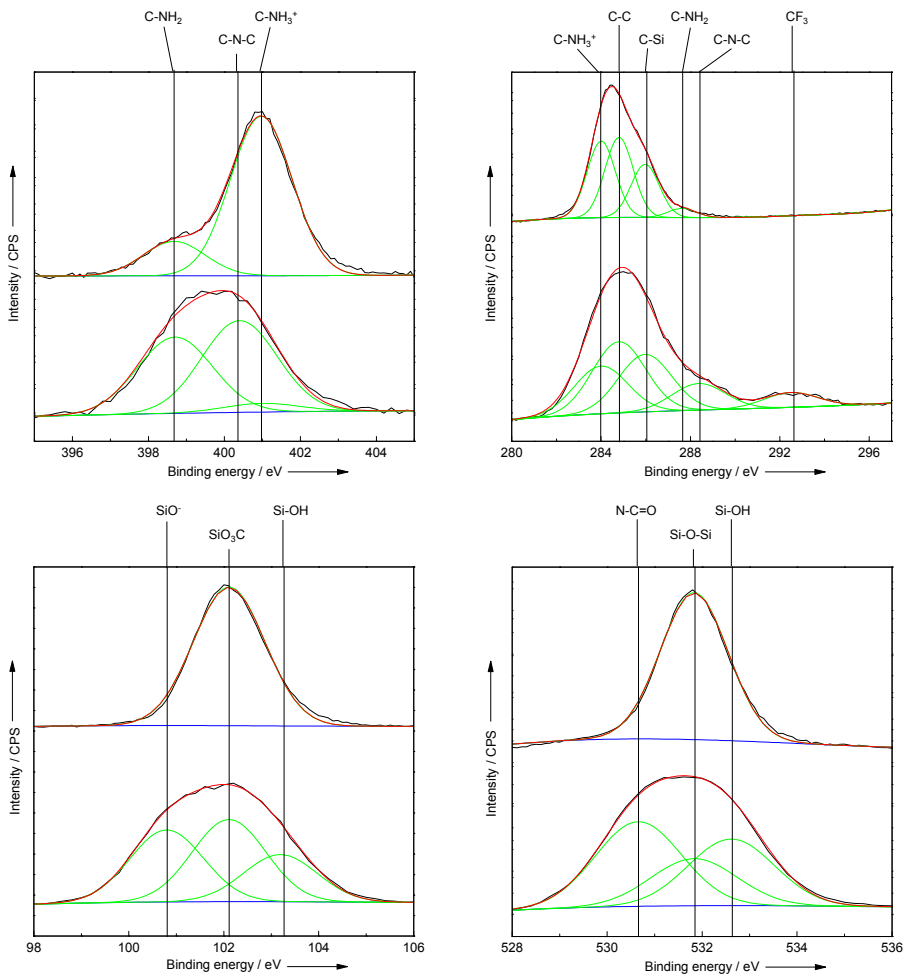 C-NH₂
C-NH₃⁺
C-N-C
Intensity / CPS
396 398 400 402 404
Binding energy / eV
C-C
C-NH₂
CF₃
C-NH₃⁺
C-Si
C-N-C
Intensity / CPS
280 284 288 292 296
Binding energy / eV
SiO⁻
Si-OH
SiO₃C
Intensity / CPS
98 100 102 104 106
Binding energy / eV
N-C=O
Si-OH
Si-O-Si
Intensity / CPS
528 530 532 534 536
Binding energy / eV